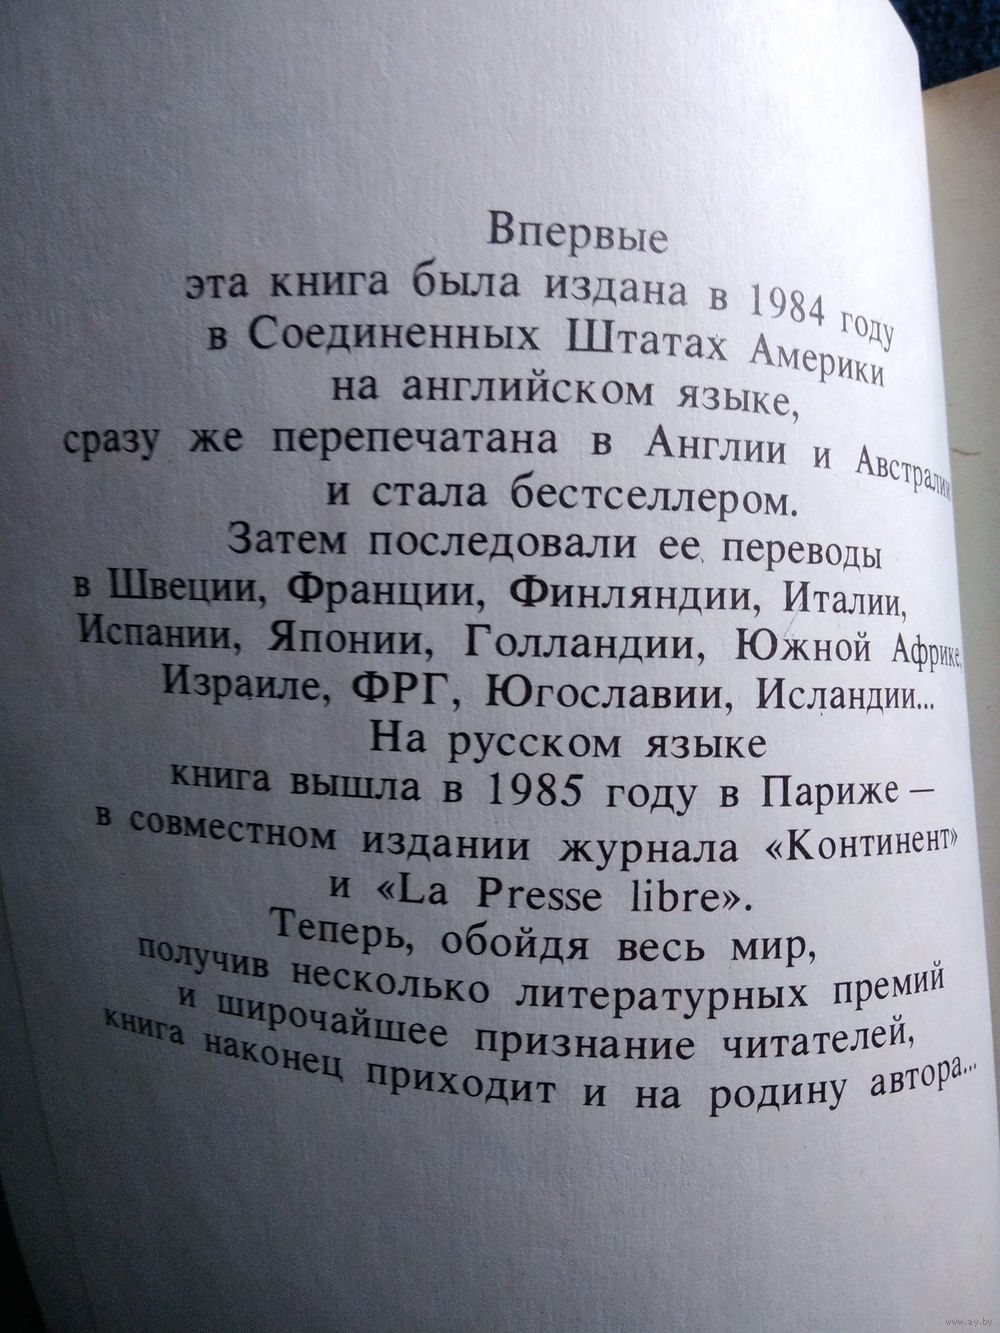 Впервые
эта книга была издана в 1984 году
в Соединенных Штатах Америки
на английском языке,
сразу же перепечатана в Англии и Австралии
и стала бестселлером.
Затем последовали ее переводы
в Швеции, Франции, Финляндии, Италии,
Испании, Японии, Голландии, Южной Африке,
Израиле, ФРГ, Югославии, Исландии...
На русском языке
книга вышла в 1985 году в Париже —
в совместном издании журнала «Континент»
и «La Presse libre».
Теперь, обойдя весь мир,
получив несколько литературных премий
и широчайшее признание читателей,
книга наконец приходит и на родину автора...
www.ay.by